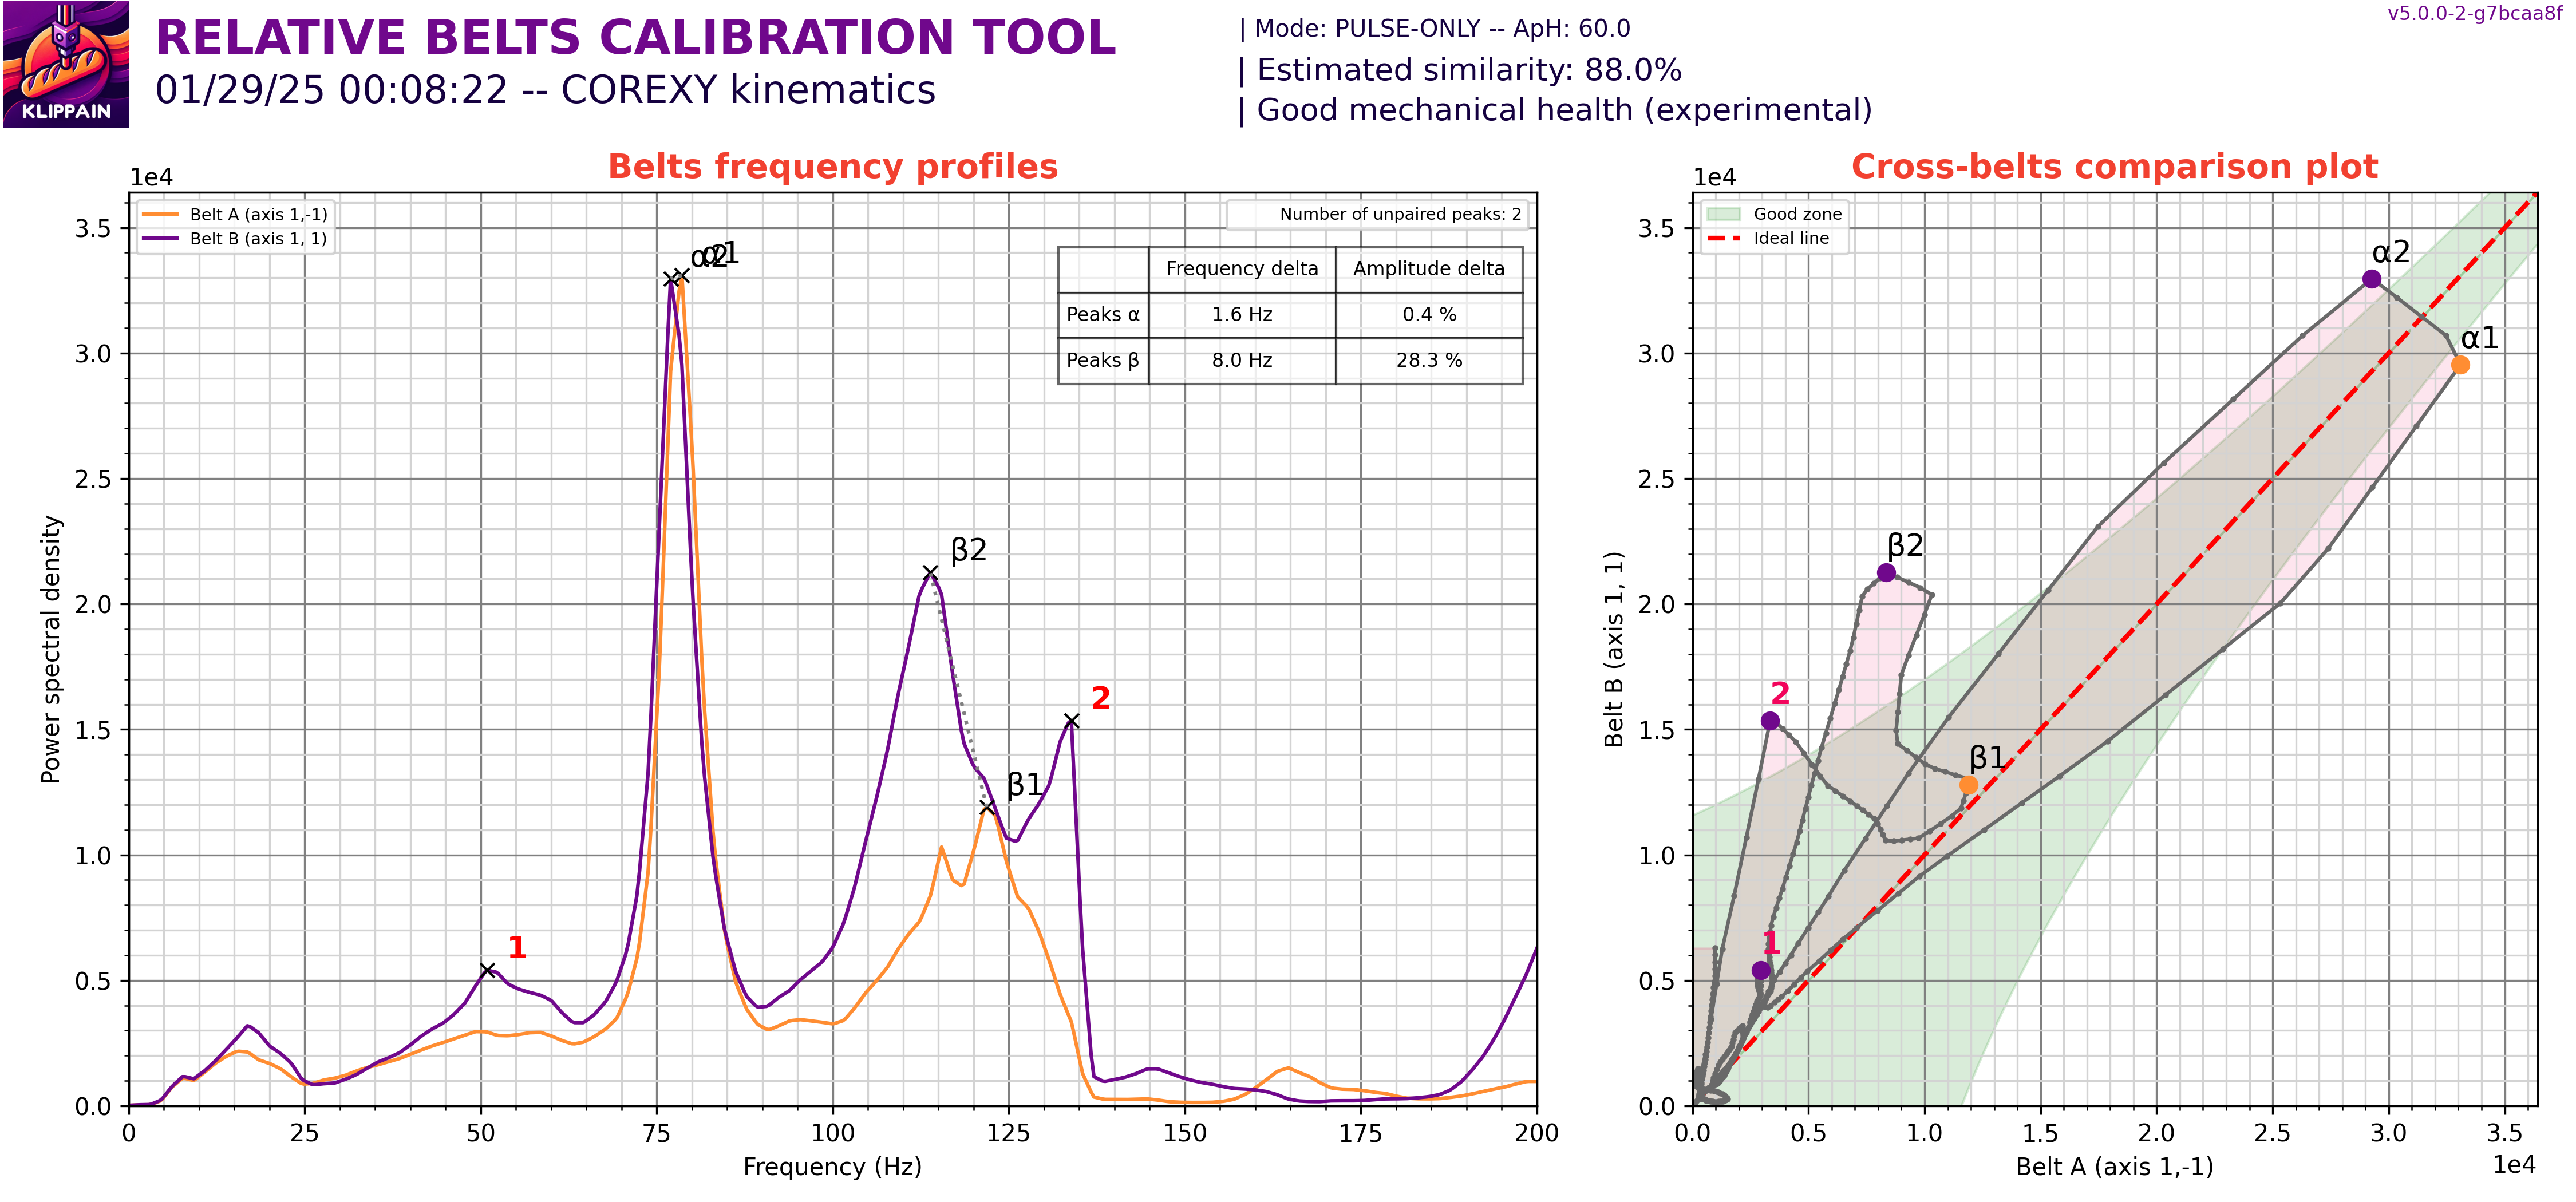 v5.0.0-2-g7bcaa8f
KLIPPAIN
RELATIVE BELTS CALIBRATION TOOL
01/29/25 00:08:22 -- COREXY kinematics
| Mode: PULSE-ONLY -- ApH: 60.0
| Estimated similarity: 88.0%
| Good mechanical health (experimental)
Belts frequency profiles
1e4
Belt A (axis 1,-1)
Belt B (axis 1, 1)
Number of unpaired peaks: 2
Frequency delta Amplitude delta
Peaks α 1.6 Hz 0.4 %
Peaks β 8.0 Hz 28.3 %
α2
α1
β2
β1
1
2
Power spectral density
3.5
3.0
2.5
2.0
1.5
1.0
0.5
0.0
0 25 50 75 100 125 150 175 200
Frequency (Hz)
Cross-belts comparison plot
1e4
Good zone
Ideal line
α2
α1
β2
2
β1
1
Belt B (axis 1, 1)
3.5
3.0
2.5
2.0
1.5
1.0
0.5
0.0
0.0 0.5 1.0 1.5 2.0 2.5 3.0 3.5
Belt A (axis 1,-1)
1e4